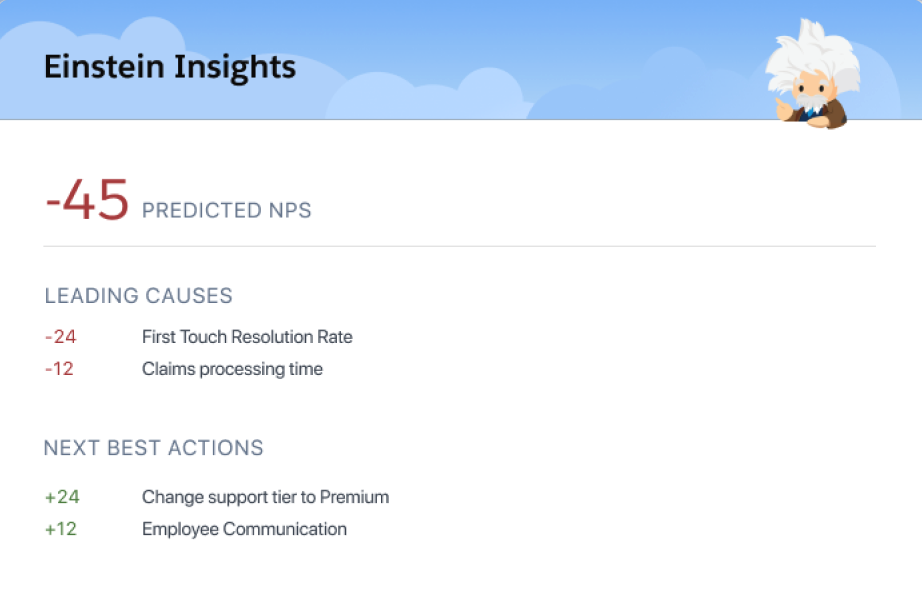 Einstein Insights
-45 PREDICTED NPS
LEADING CAUSES
-24 First Touch Resolution Rate
-12 Claims processing time
NEXT BEST ACTIONS
+24 Change support tier to Premium
+12 Employee Communication